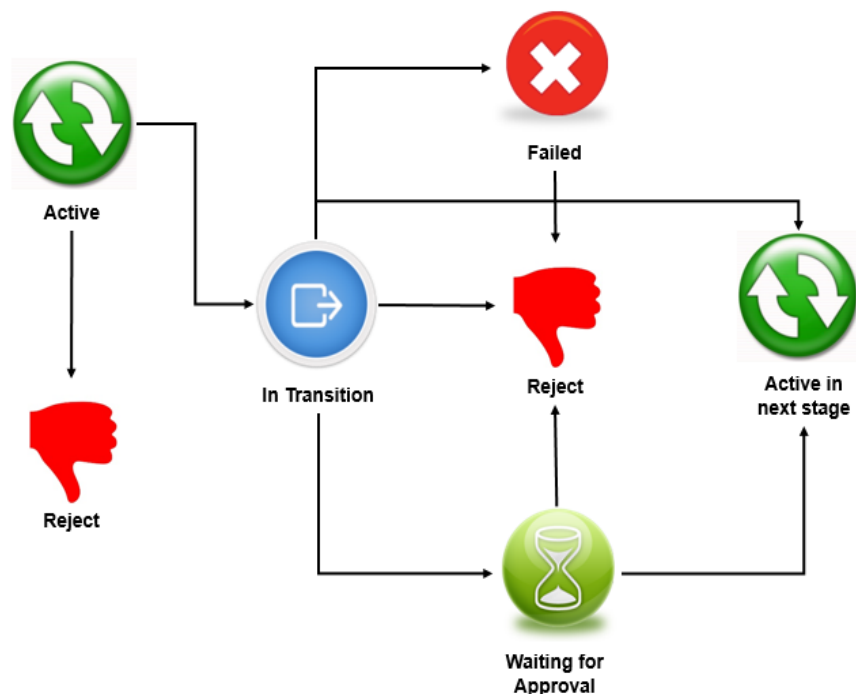 Failed
Active
In Transition
Reject
Active in
next stage
Reject
Waiting for
Approval